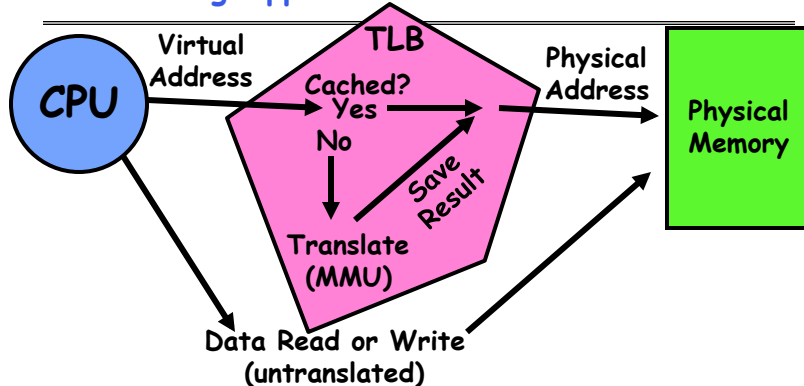 TLB
Virtual
Address
Physical
Address
CPU
Cached?
Yes
No
Save
Result
Physical
Memory
Translate
(MMU)
Data Read or Write
(untranslated)